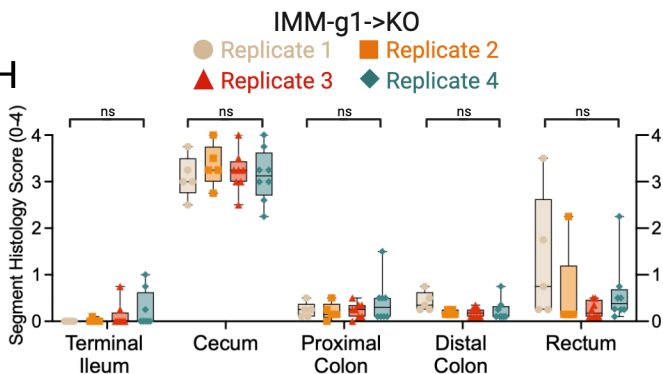 IMM-g1->KO
Replicate 1 Replicate 2
H
Replicate 3 Replicate 4
Segment Histology Score (0-4)
ns ns ns ns ns
4 4
3 3
2 2
1 1
0 0
Terminal Ileum
Cecum
Proximal Colon
Distal Colon
Rectum